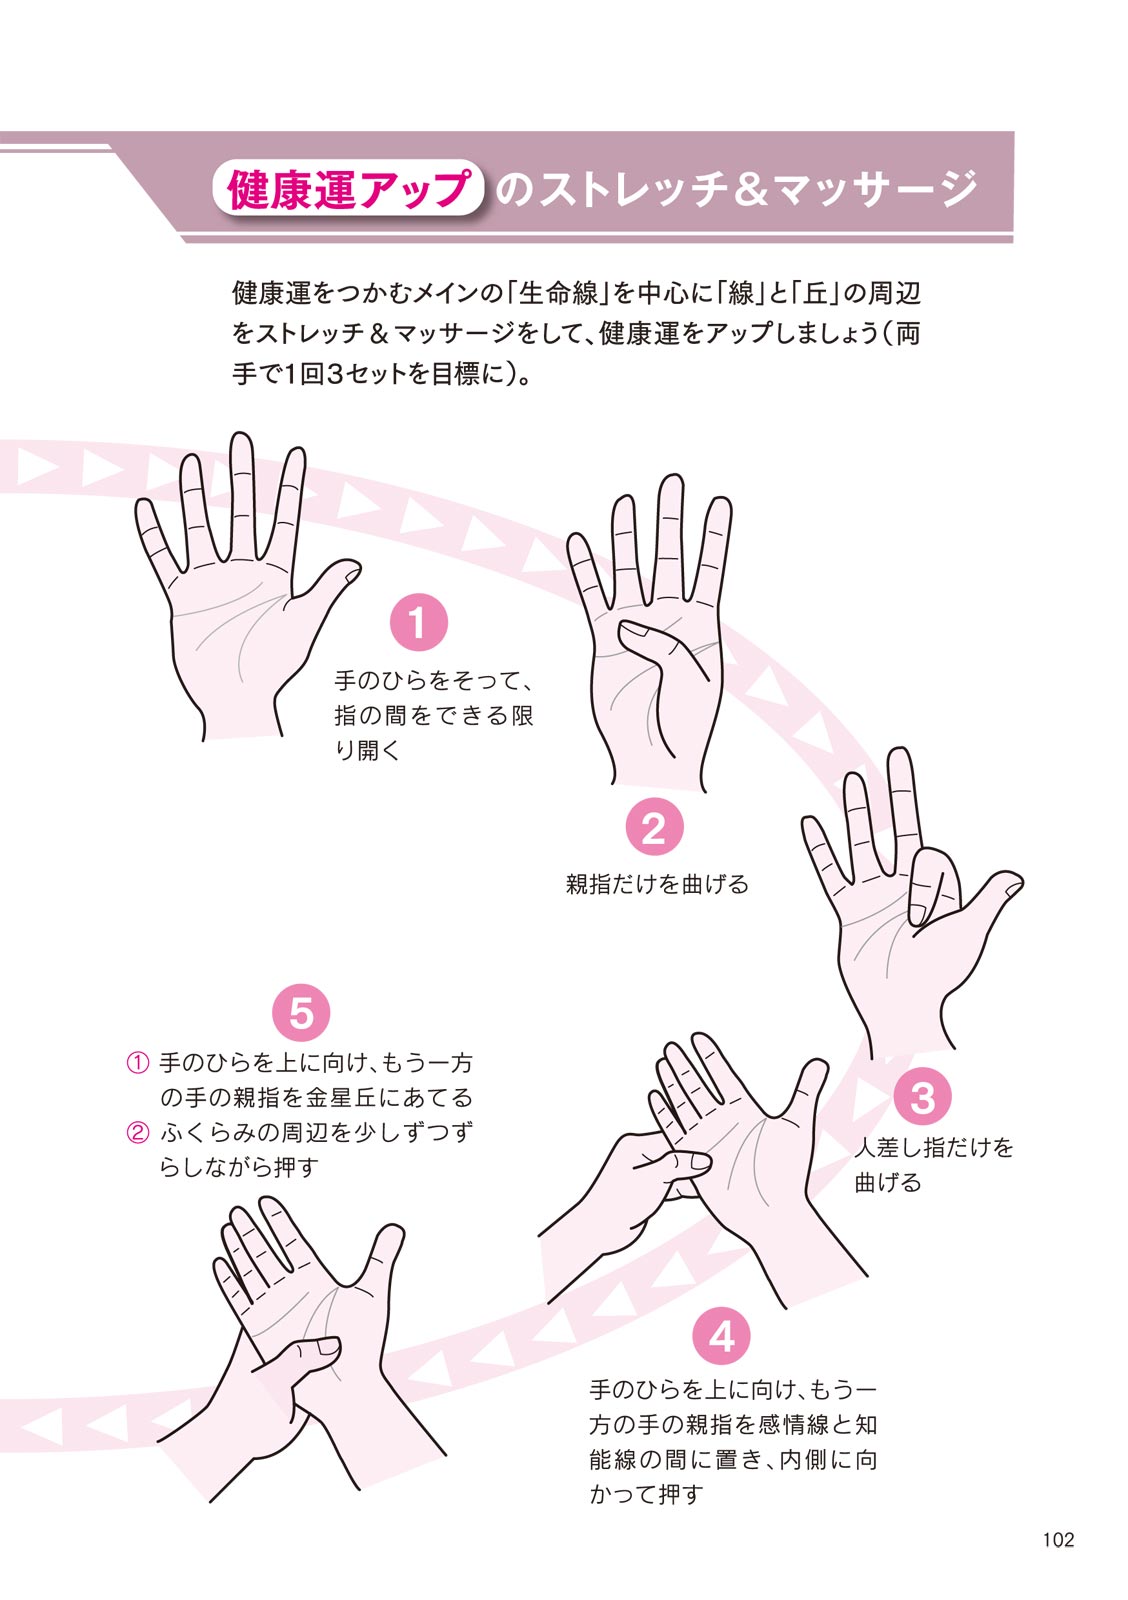 健康運アップのストレッチ&マッサージ
健康運をつかむメインの「生命線」を中心に「線」と「丘」の周辺
をストレッチ&マッサージをして、健康運をアップしましょう(両
手で1回3セットを目標に)。
1
手のひらをそって、
指の間をできる限
り開く
2
親指だけを曲げる
3
人差し指だけを
曲げる
4
手のひらを上に向け、もう一
方の手の親指を感情線と知
能線の間に置き、内側に向
かって押す
5
① 手のひらを上に向け、もう一方
の手の親指を金星丘にあてる
② ふくらみの周辺を少しずつず
らしながら押す
102